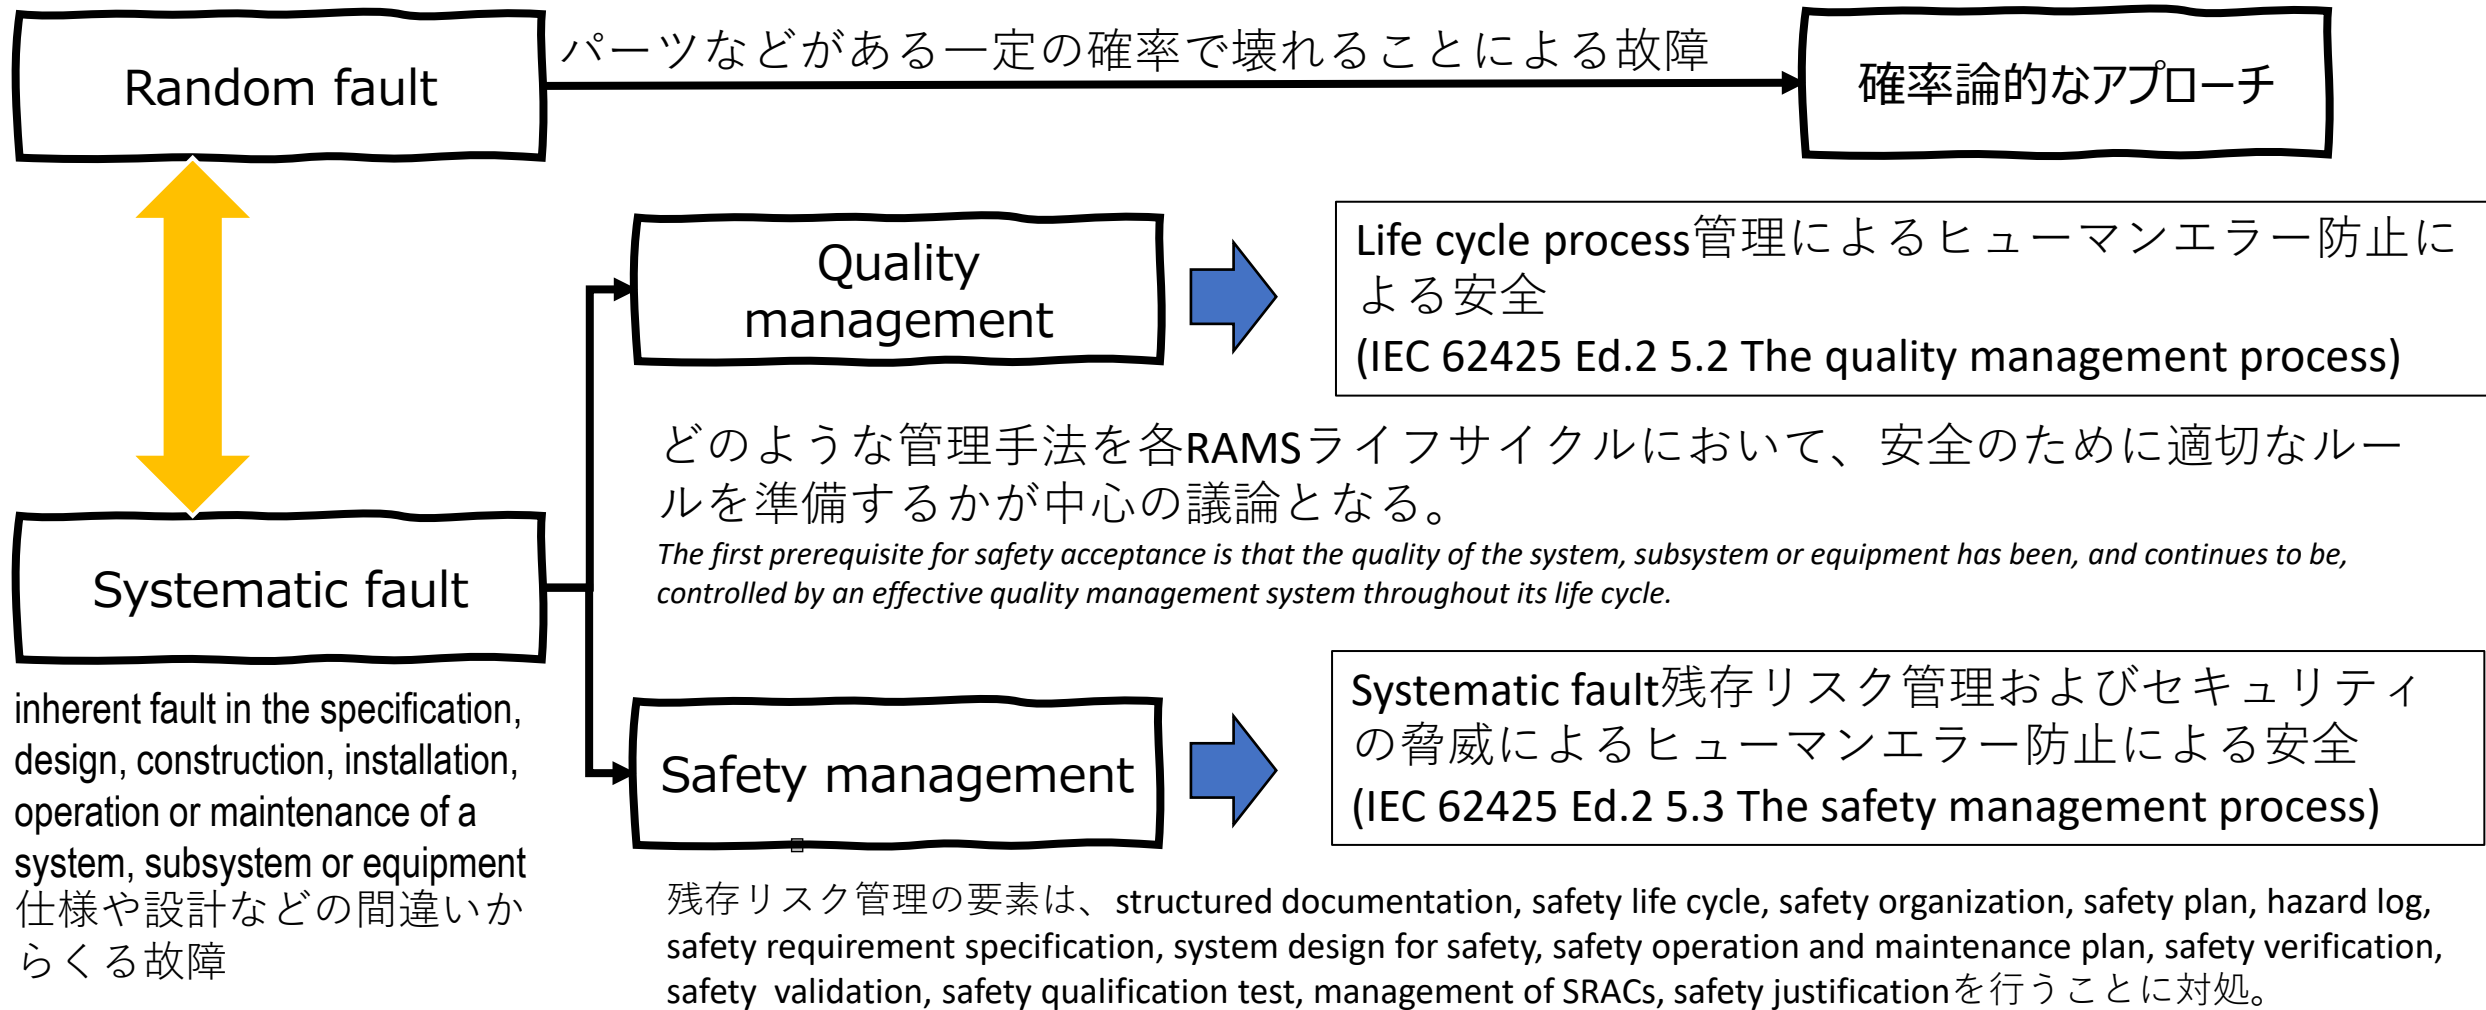 Random fault
パーツなどがある一定の確率で壊れることによる故障
確率論的なアプローチ
Quality
management
Life cycle process管理によるヒューマンエラー防止に
よる安全
(IEC 62425 Ed.2 5.2 The quality management process)
どのような管理手法を各RAMSライフサイクルにおいて、安全のために適切なルー
ルを準備するかが中心の議論となる。
The first prerequisite for safety acceptance is that the quality of the system, subsystem or equipment has been, and continues to be,
controlled by an effective quality management system throughout its life cycle.
Systematic fault
inherent fault in the specification,
design, construction, installation,
operation or maintenance of a
system, subsystem or equipment
仕様や設計などの間違いか
らくる故障
Safety management
Systematic fault残存リスク管理およびセキュリティ
の脅威によるヒューマンエラー防止による安全
(IEC 62425 Ed.2 5.3 The safety management process)
残存リスク管理の要素は、structured documentation, safety life cycle, safety organization, safety plan, hazard log,
safety requirement specification, system design for safety, safety operation and maintenance plan, safety verification,
safety  validation, safety qualification test, management of SRACs, safety justificationを行うことに対処。